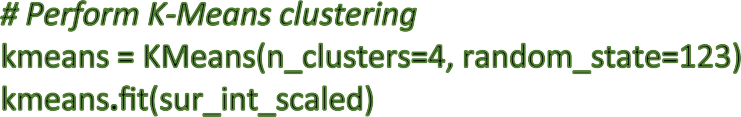 # Perform K-Means clustering
kmeans = KMeans(n_clusters=4, random_state=123)
kmeans.fit(sur_int_scaled)